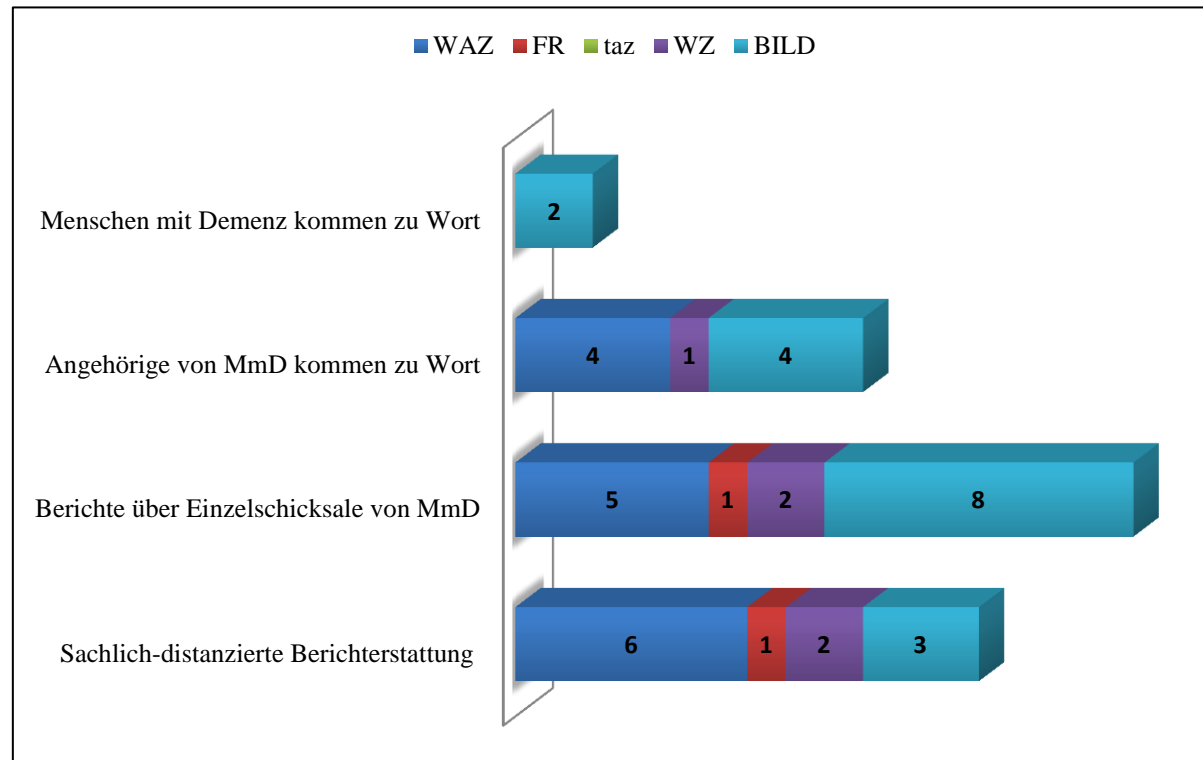 WAZ FR taz WZ BILD
Menschen mit Demenz kommen zu Wort
2
Angehörige von MmD kommen zu Wort
4 1 4
Berichte über Einzelschicksale von MmD
5 1 2 8
Sachlich-distanzierte Berichterstattung
6 1 2 3